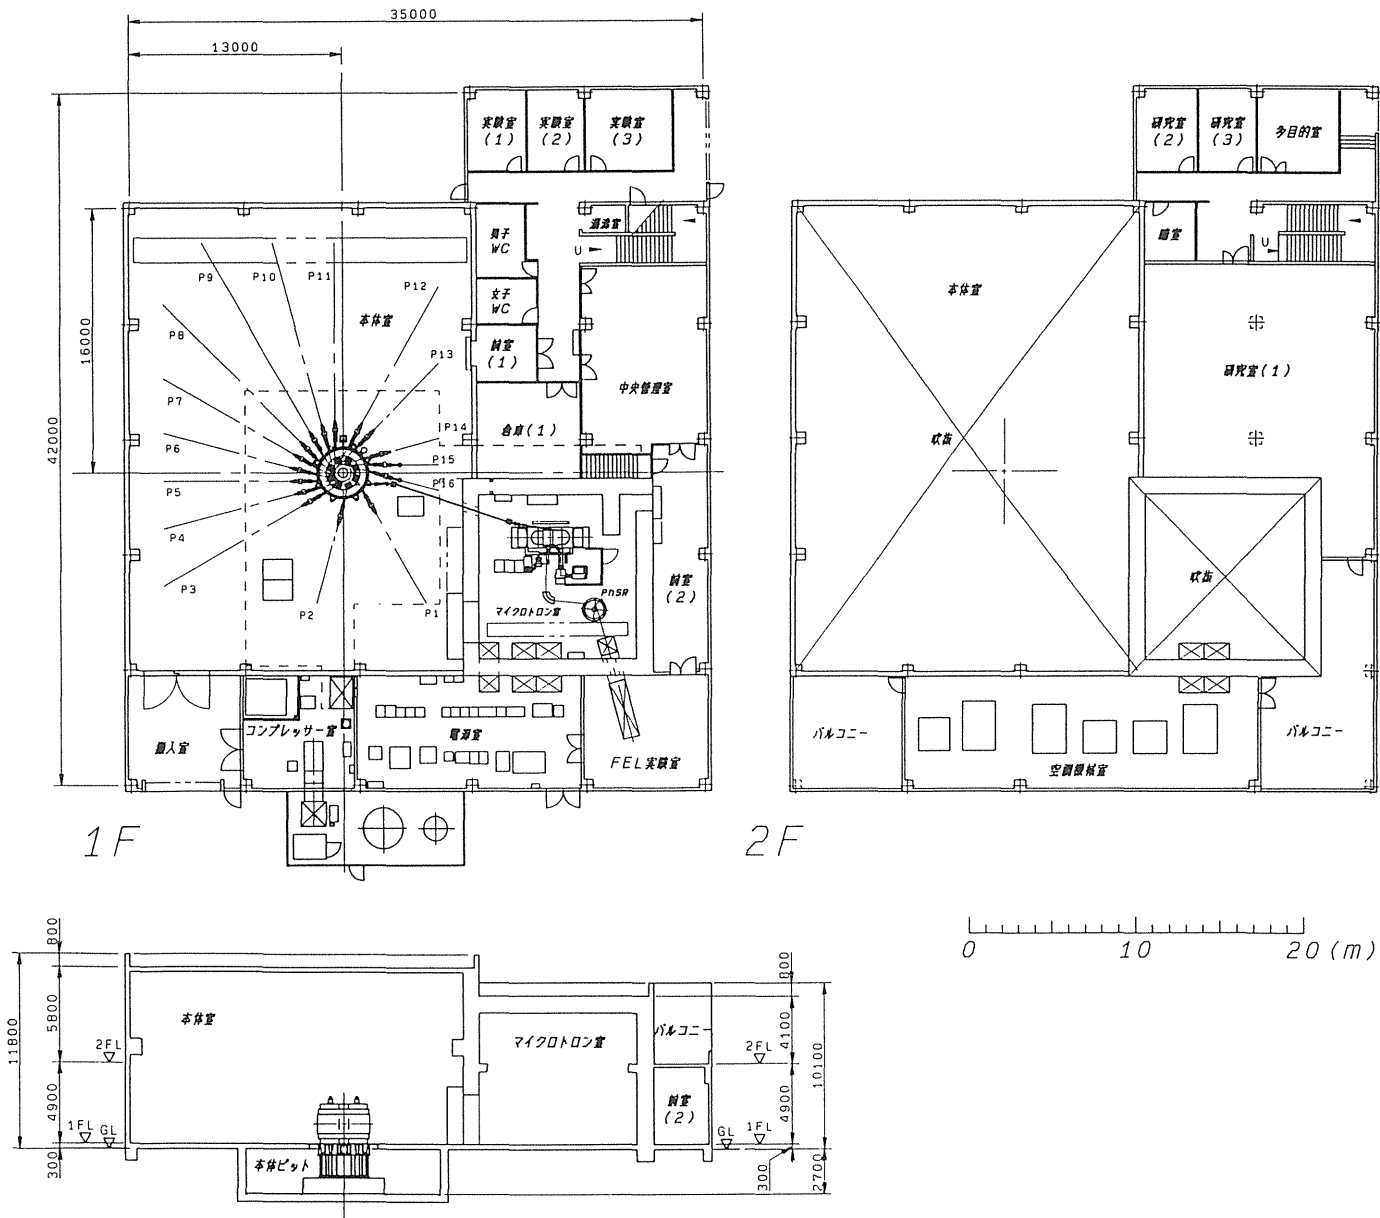 35000
13000
42000
16000
実験室
(1)
実験室
(2)
実験室
(3)
男子
WC
湯沸室
U
女子
WC
前室
(1)
中央管理室
倉庫(1)
本体室
P9
P10
P11
P12
P8
P13
P7
P14
P6
P15
P5
P16
P4
P3
P2
P1
マイクロトロン室
PhSR
前室
(2)
搬入室
コンプレッサー室
電源室
FEL実験室
1F
研究室
(2)
研究室
(3)
多目的室
暗室
U
本体室
研究室(1)
吹抜
吹抜
バルコニー
空調機械室
バルコニー
2F
0 10 20(m)
800
5800
11800
4900
300
2FL
1FL
GL
本体室
マイクロトロン室
バルコニー
前室
(2)
本体ピット
800
4100
10100
4900
2FL
1FL
GL
300
2700